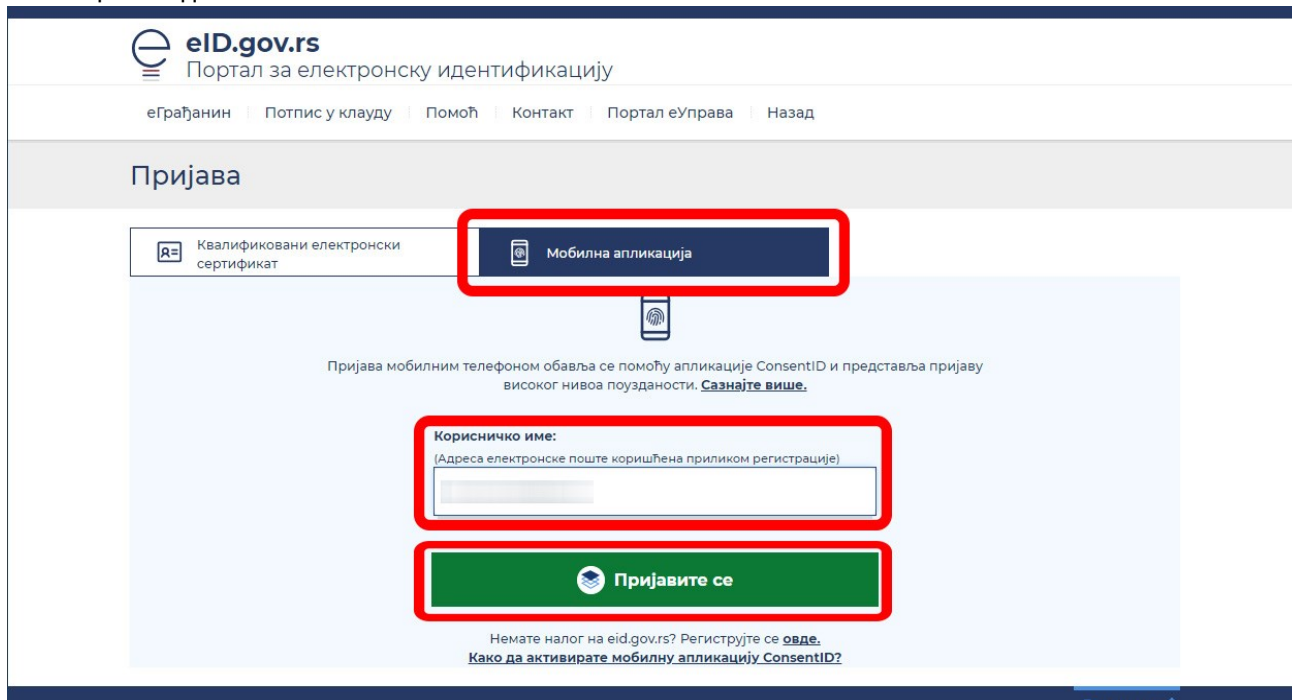 eID.gov.rs
Портал за електронску идентификацију
еГрађанин
Потпис у клауду
Помоћ
Контакт
Портал еУправа
Назад
Пријава
Квалификовани електронски
сертификат
Мобилна апликација
Пријава мобилним телефоном обавља се помоћу апликације ConsentID и представља пријаву
високог нивоа поузданости. Сазнајте више.
Корисничко име:
(Адреса електронске поште коришћена приликом регистрације)
Пријавите се
Немате налог на eid.gov.rs? Региструјте се овде.
Како да активирате мобилну апликацију ConsentID?